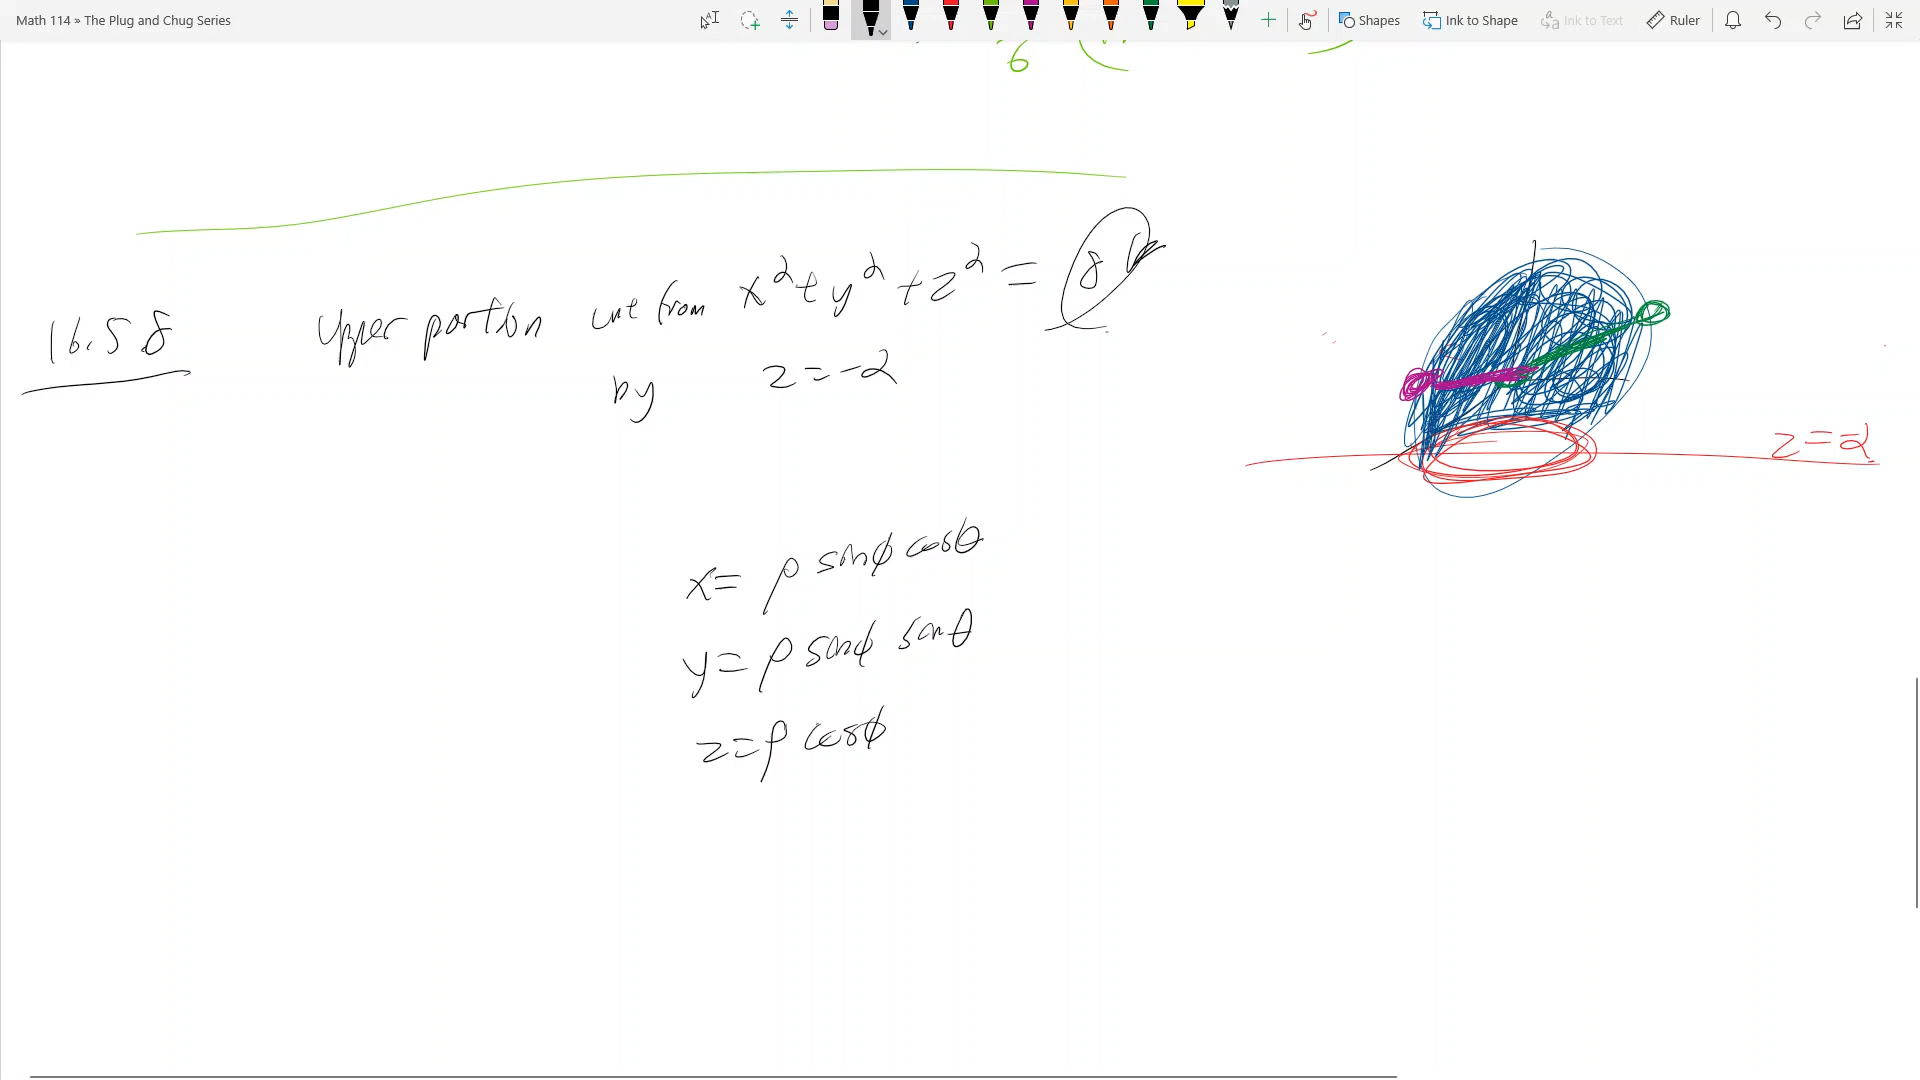 Math 114 » The Plug and Chug Series
Shapes
Ink to Shape
Ink to Text
Ruler
6
16.5.8 Upper portion cut from x² + y² + z² = 8
by z = -2
z = -2
x = ρ sinφ cosθ
y = ρ sinφ sinθ
z = ρ cosφ